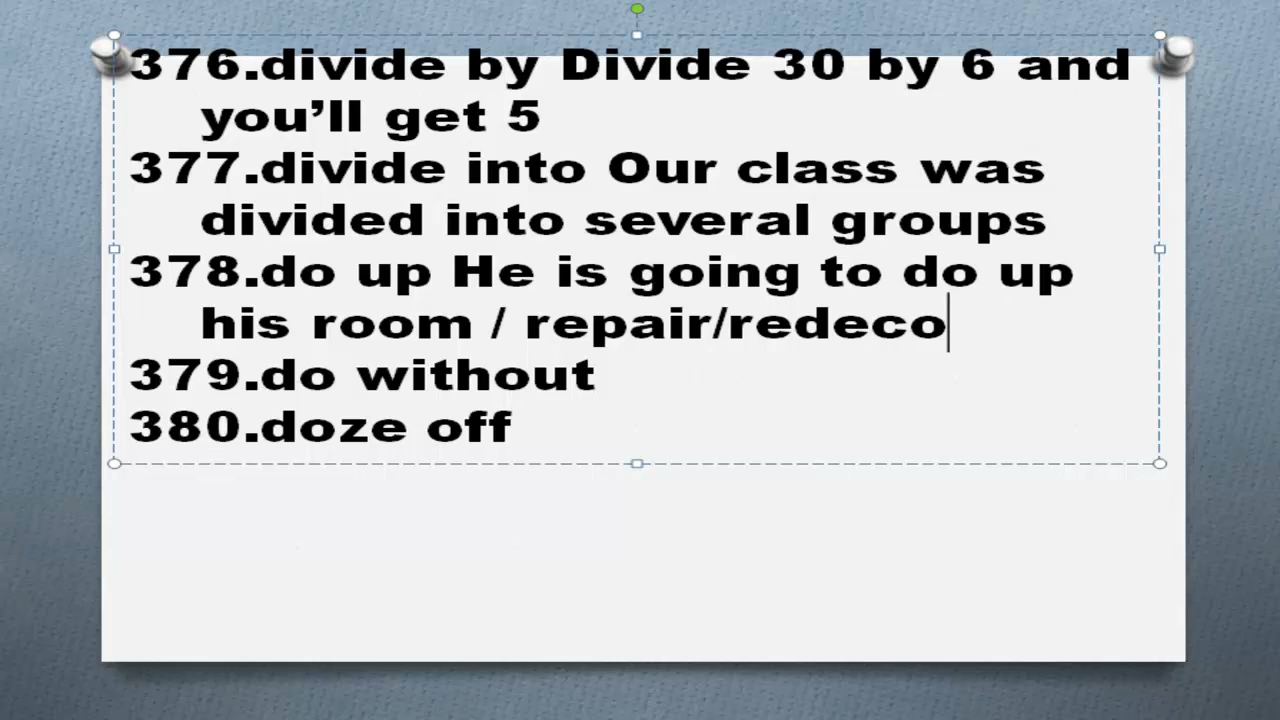 376.divide by Divide 30 by 6 and
you’ll get 5
377.divide into Our class was
divided into several groups
378.do up He is going to do up
his room / repair/redeco
379.do without
380.doze off